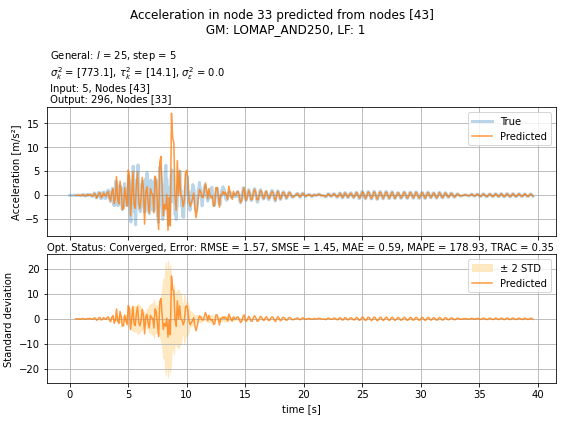 Acceleration in node 33 predicted from nodes [43]
GM: LOMAP_AND250, LF: 1
General: l = 25, step = 5
σ²ₖ = [773.1], τ²ₖ = [14.1], σ²ε = 0.0
Input: 5, Nodes [43]
Output: 296, Nodes [33]
Acceleration [m/s²]
15
10
5
0
−5
True
Predicted
Opt. Status: Converged, Error: RMSE = 1.57, SMSE = 1.45, MAE = 0.59, MAPE = 178.93, TRAC = 0.35
Standard deviation
20
10
0
−10
−20
± 2 STD
Predicted
0 5 10 15 20 25 30 35 40
time [s]